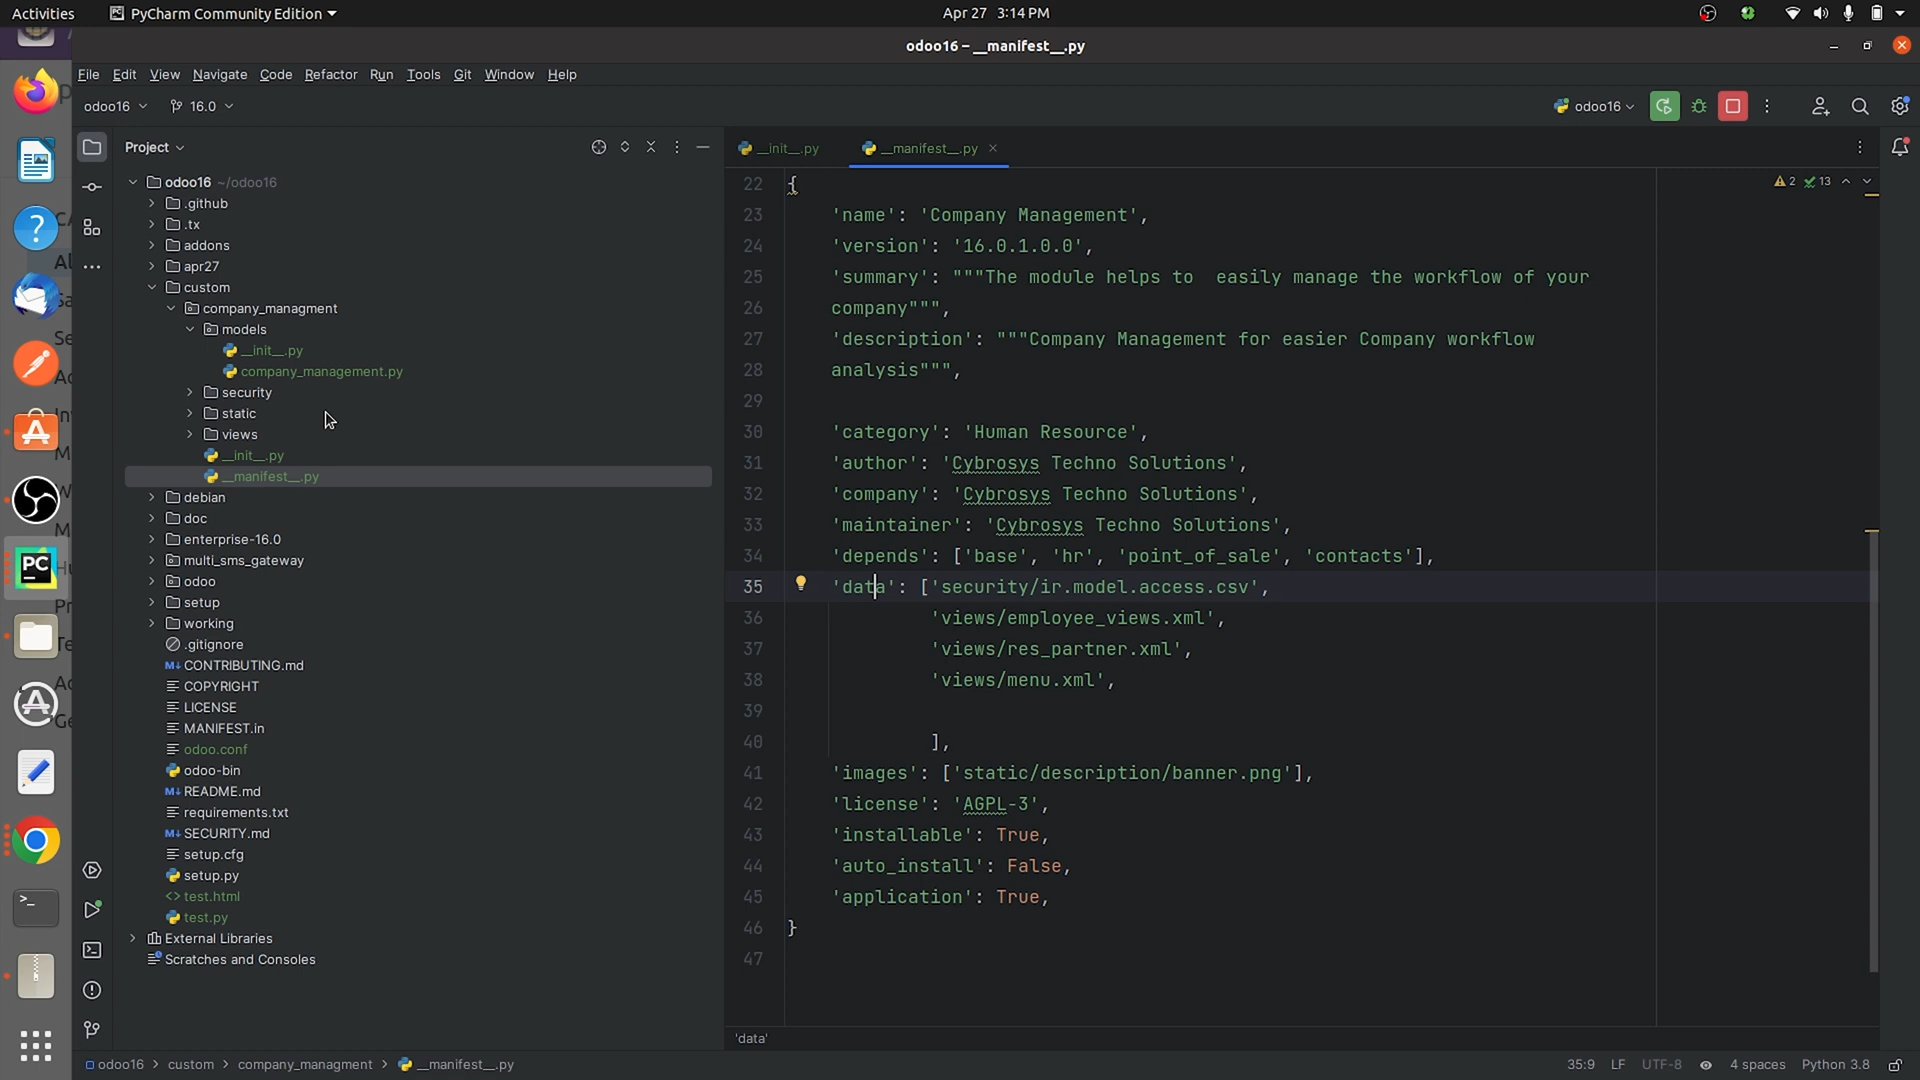 Activities PyCharm Community Edition Apr 27 3:14 PM
odoo16 – __manifest__.py
File Edit View Navigate Code Refactor Run Tools Git Window Help
odoo16 16.0 odoo16
Project
__init__.py __manifest__.py
odoo16 ~/odoo16
.github
.tx
addons
apr27
custom
company_managment
models
__init__.py
company_management.py
security
static
views
__init__.py
__manifest__.py
debian
doc
enterprise-16.0
multi_sms_gateway
odoo
setup
working
.gitignore
CONTRIBUTING.md
COPYRIGHT
LICENSE
MANIFEST.in
odoo.conf
odoo-bin
README.md
requirements.txt
SECURITY.md
setup.cfg
setup.py
test.html
test.py
External Libraries
Scratches and Consoles
2 13
22 {
23 'name': 'Company Management',
24 'version': '16.0.1.0.0',
25 'summary': """The module helps to  easily manage the workflow of your
26 company""",
27 'description': """Company Management for easier Company workflow
28 analysis""",
29
30 'category': 'Human Resource',
31 'author': 'Cybrosys Techno Solutions',
32 'company': 'Cybrosys Techno Solutions',
33 'maintainer': 'Cybrosys Techno Solutions',
34 'depends': ['base', 'hr', 'point_of_sale', 'contacts'],
35 'data': ['security/ir.model.access.csv',
36 'views/employee_views.xml',
37 'views/res_partner.xml',
38 'views/menu.xml',
39
40 ],
41 'images': ['static/description/banner.png'],
42 'license': 'AGPL-3',
43 'installable': True,
44 'auto_install': False,
45 'application': True,
46 }
47
'data'
odoo16 > custom > company_managment > __manifest__.py 35:9 LF UTF-8 4 spaces Python 3.8